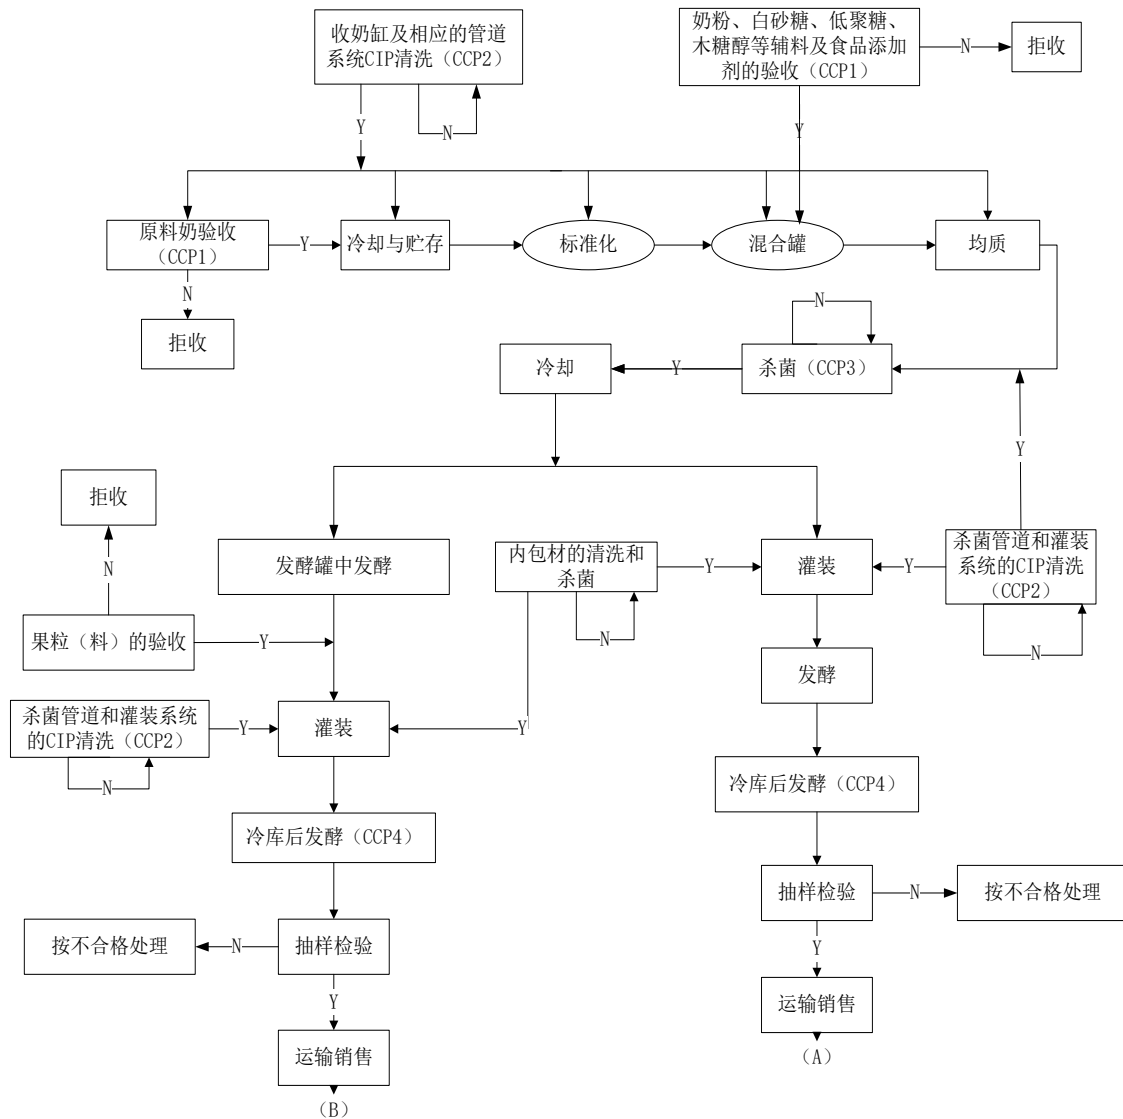 收奶缸及相应的管道
系统CIP清洗（CCP2）
奶粉、白砂糖、低聚糖、
木糖醇等辅料及食品添加
剂的验收（CCP1）
N
拒收
Y
N
Y
原料奶验收
（CCP1）
Y
冷却与贮存
标准化
混合罐
均质
N
拒收
N
冷却
Y
杀菌（CCP3）
Y
拒收
N
发酵罐中发酵
内包材的清洗和
杀菌
Y
灌装
Y
杀菌管道和灌装
系统的CIP清洗
（CCP2）
果粒（料）的验收
Y
N
N
发酵
杀菌管道和灌装系统
的CIP清洗（CCP2）
Y
灌装
Y
N
冷库后发酵（CCP4）
冷库后发酵（CCP4）
抽样检验
N
按不合格处理
按不合格处理
N
抽样检验
Y
Y
运输销售
运输销售
（A）
（B）